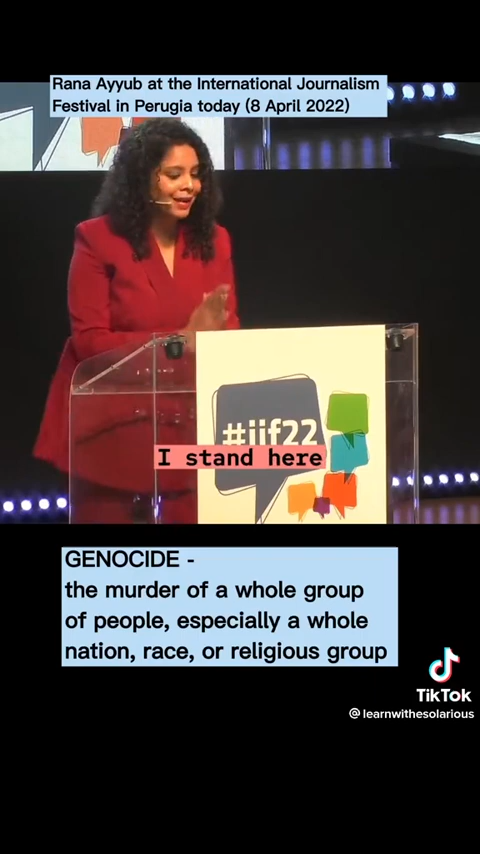 Rana Ayyub at the International Journalism
Festival in Perugia today (8 April 2022)
#ijf22
I stand here
GENOCIDE -
the murder of a whole group
of people, especially a whole
nation, race, or religious group
TikTok
@learnwithesolarious